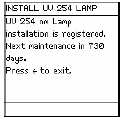 INSTALL UV 254 LAMP
UV 254 nm Lamp
installation is registered.
Next maintenance in 730
days.
Press ← to exit.